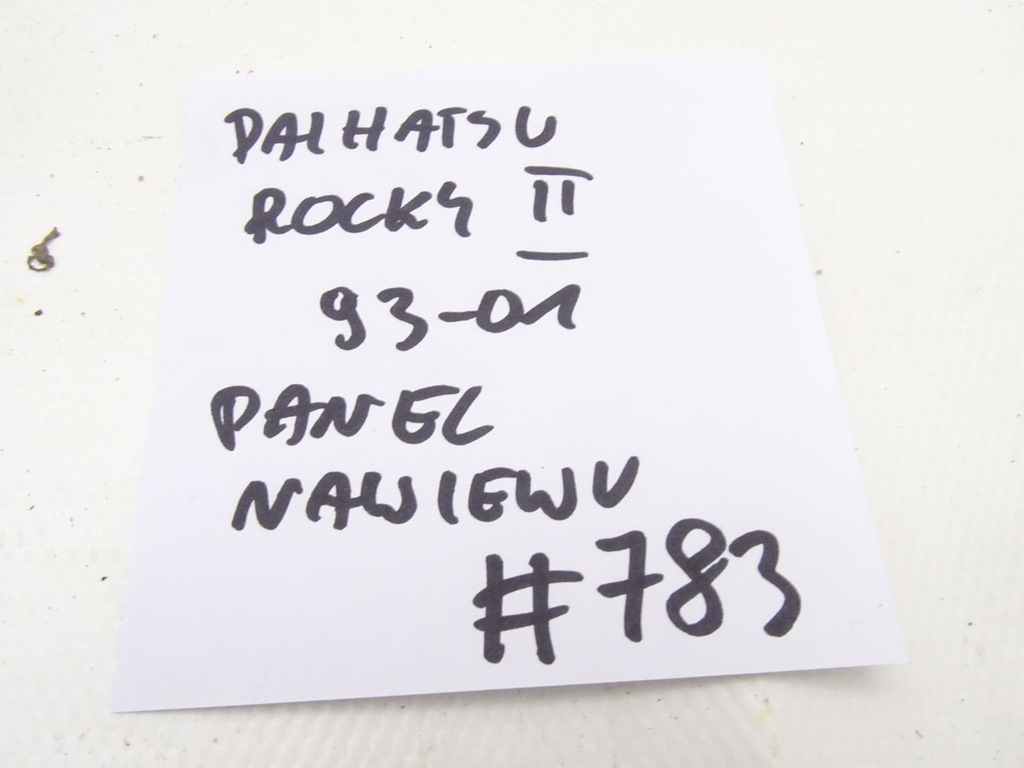 DAIHATSU
ROCKY II
93-01
PANEL
NAWIEWU
#783